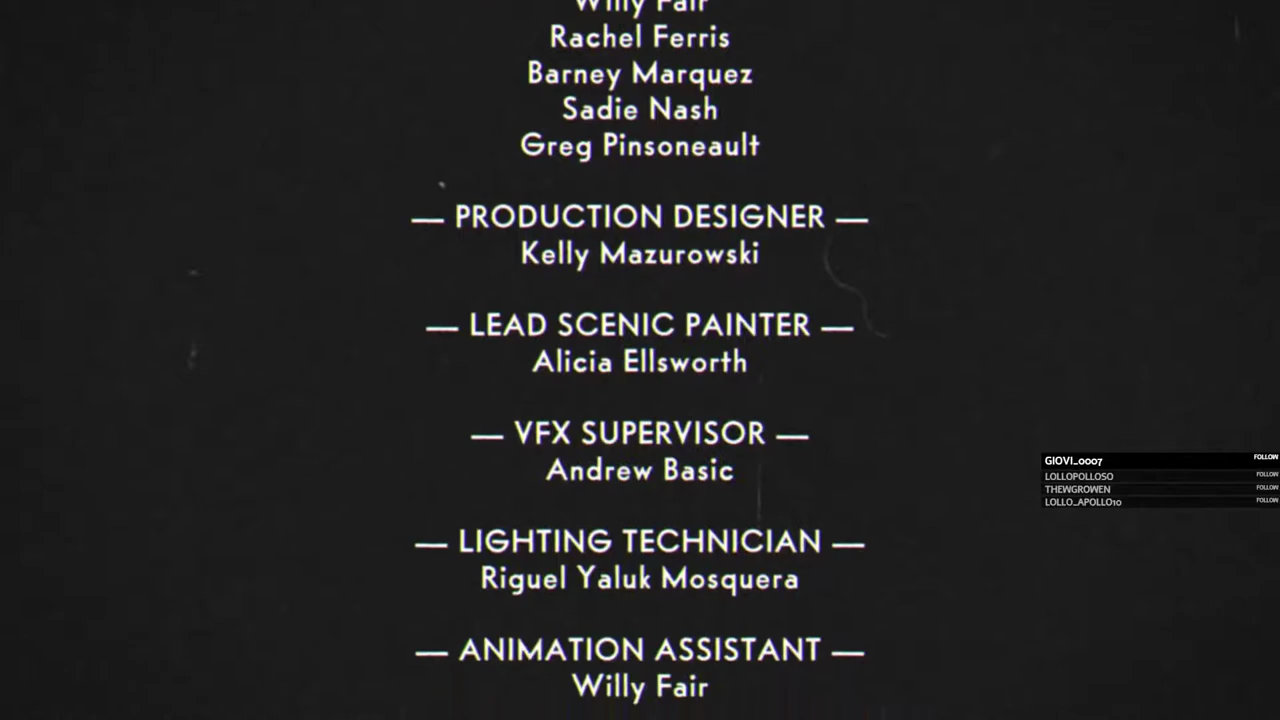 Willy Fair
Rachel Ferris
Barney Marquez
Sadie Nash
Greg Pinsoneault
— PRODUCTION DESIGNER —
Kelly Mazurowski
— LEAD SCENIC PAINTER —
Alicia Ellsworth
— VFX SUPERVISOR —
Andrew Basic
— LIGHTING TECHNICIAN —
Riguel Yaluk Mosquera
— ANIMATION ASSISTANT —
Willy Fair
GIOVI_0007 FOLLOW
LOLLOPOLLOSO FOLLOW
THEWGROWEN FOLLOW
LOLLO_APOLLO10 FOLLOW